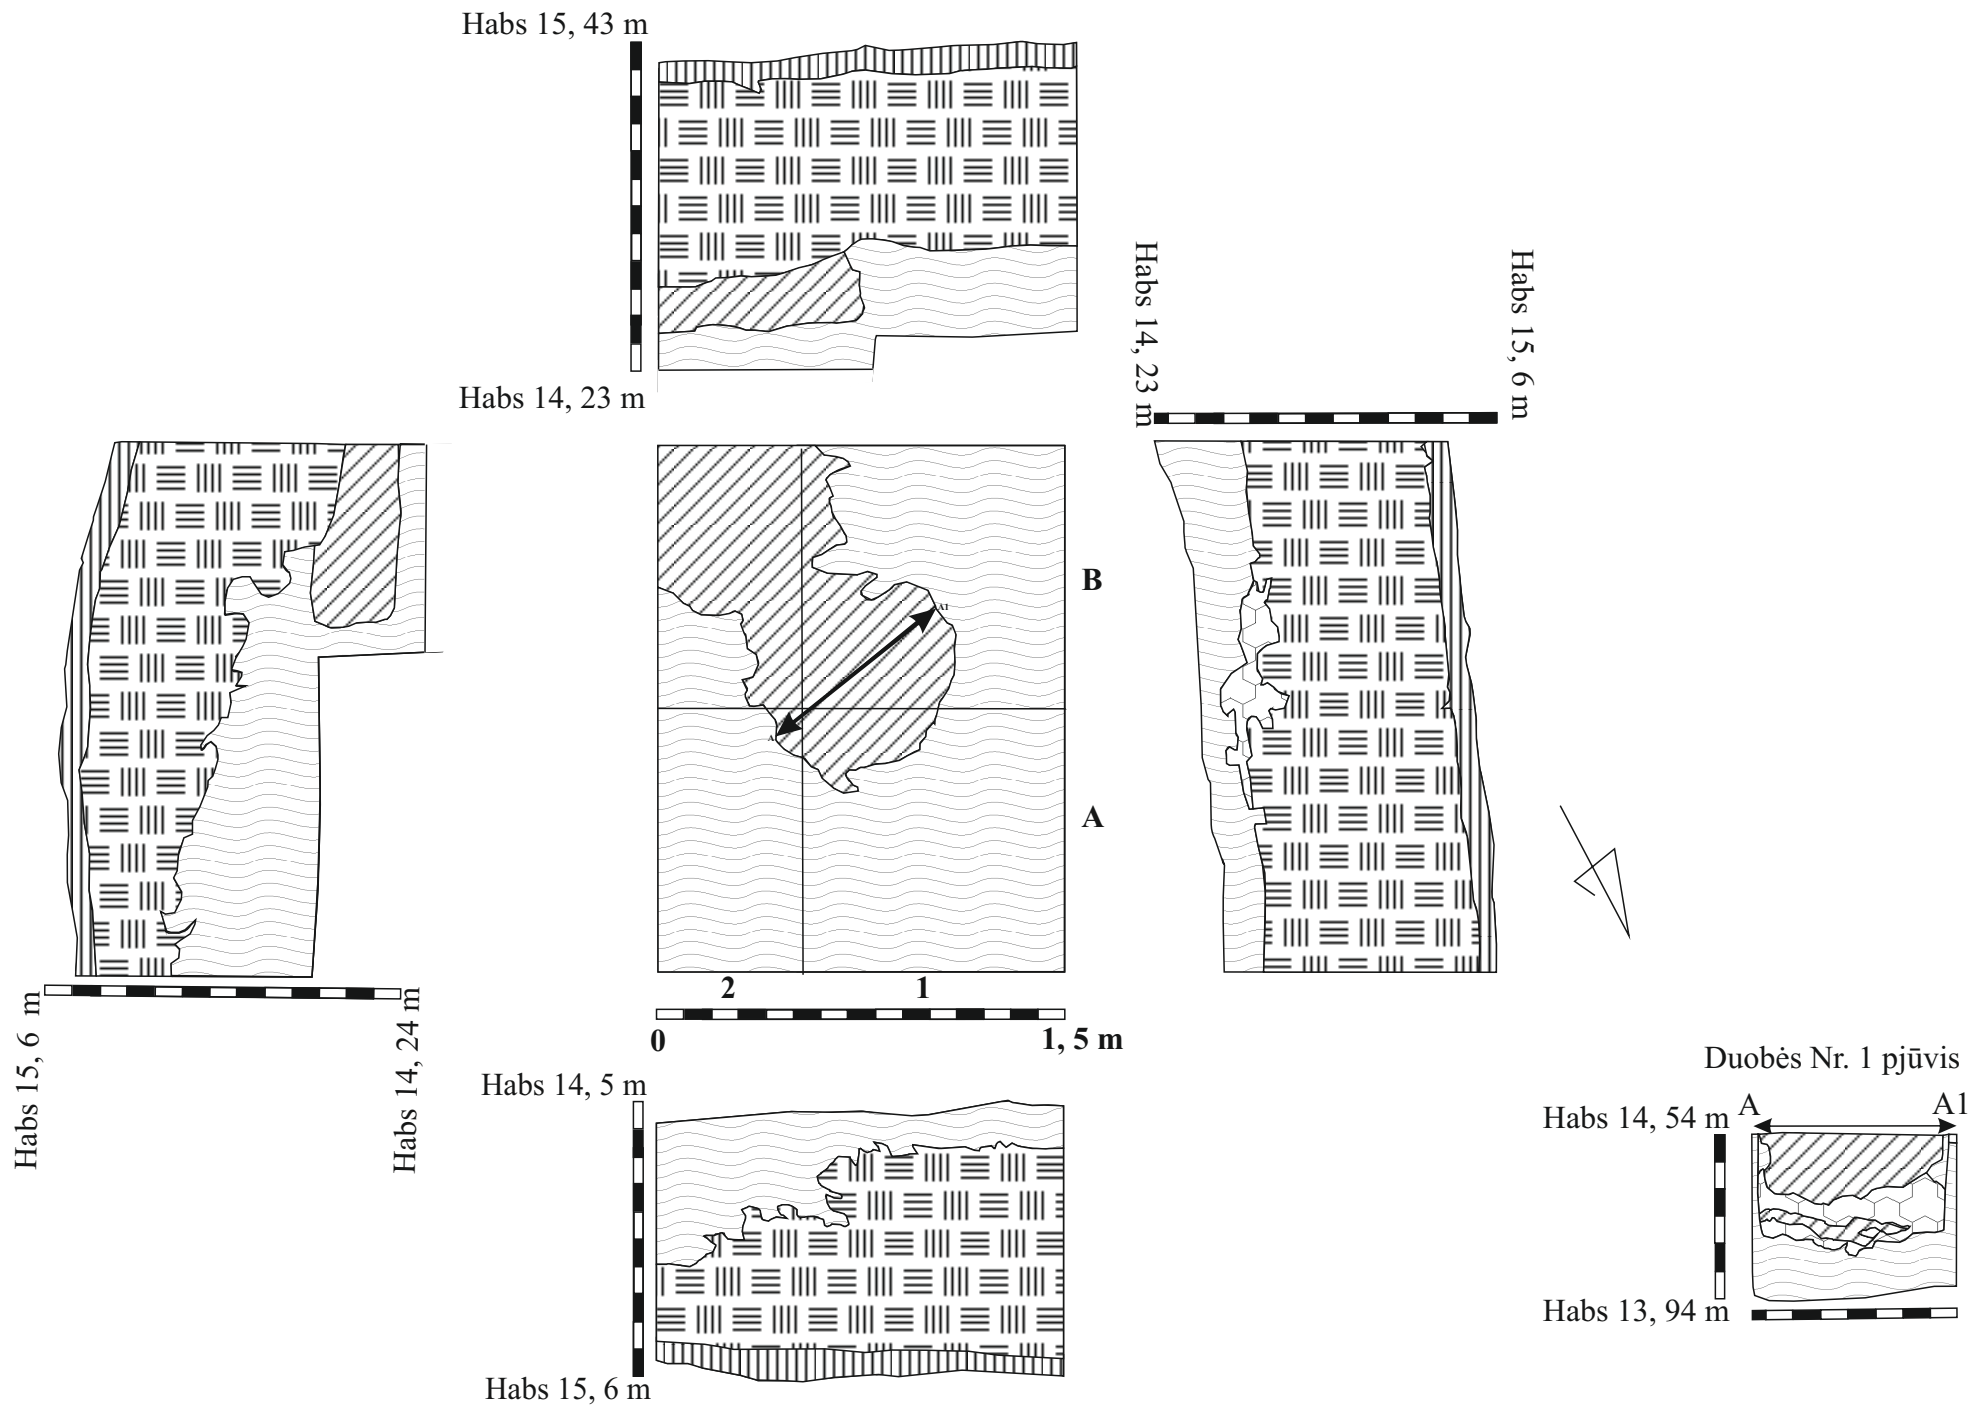 Habs 15, 43 m
Habs 14, 23 m
Habs 14, 23 m
Habs 15, 6 m
B
A1
A
A
2
1
0
1, 5 m
Habs 15, 6 m
Habs 14, 24 m
Habs 14, 5 m
Habs 15, 6 m
Duobės Nr. 1 pjūvis
A
A1
Habs 14, 54 m
Habs 13, 94 m